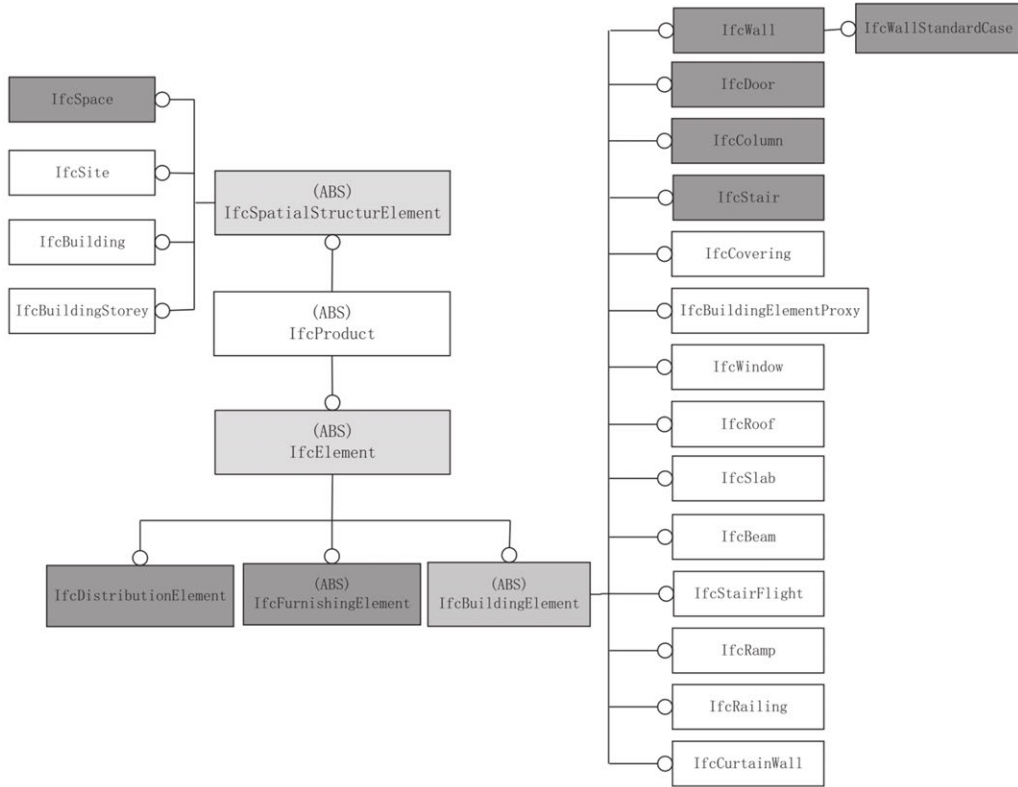 IfcSpace
IfcSite
IfcBuilding
IfcBuildingStorey
(ABS)
IfcSpatialStructurElement
(ABS)
IfcProduct
(ABS)
IfcElement
IfcDistributionElement
(ABS)
IfcFurnishingElement
(ABS)
IfcBuildingElement
IfcWall
IfcWallStandardCase
IfcDoor
IfcColumn
IfcStair
IfcCovering
IfcBuildingElementProxy
IfcWindow
IfcRoof
IfcSlab
IfcBeam
IfcStairFlight
IfcRamp
IfcRailing
IfcCurtainWall